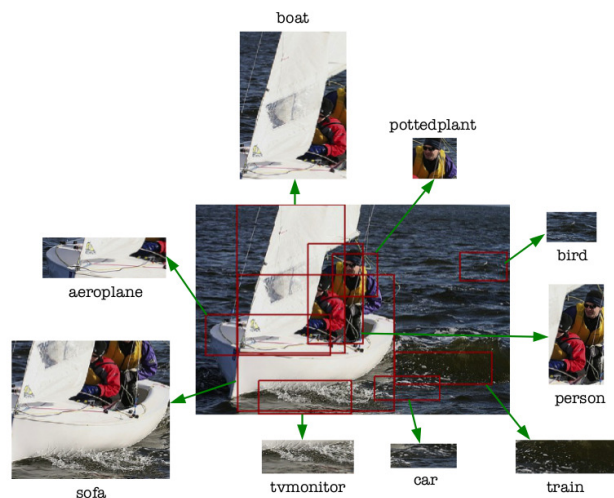 boat
pottedplant
bird
aeroplane
person
sofa
tvmonitor
car
train